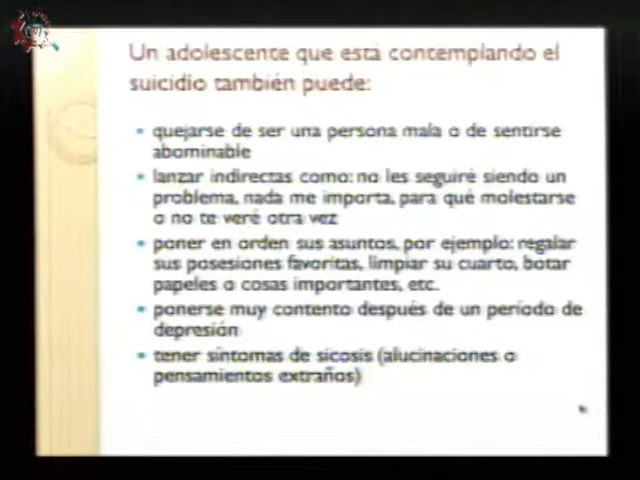 Un adolescente que está contemplando el
suicidio también puede:
• quejarse de ser una persona mala o de sentirse
abominable
• lanzar indirectas como: no les seguiré siendo un
problema, nada me importa, para qué molestarse
o no te veré otra vez
• poner en orden sus asuntos, por ejemplo: regalar
sus posesiones favoritas, limpiar su cuarto, botar
papeles o cosas importantes, etc.
• ponerse muy contento después de un período de
depresión
• tener síntomas de sicosis (alucinaciones o
pensamientos extraños)